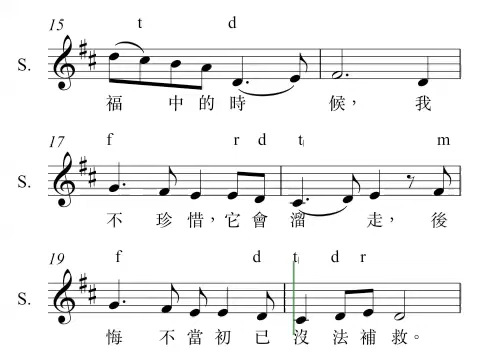 15 t d
S.
福 中的時 候，我
17 f r d t m
S.
不 珍惜，它會 溜 走，後
19 f d t d r
S.
悔 不當初已 沒法補救。